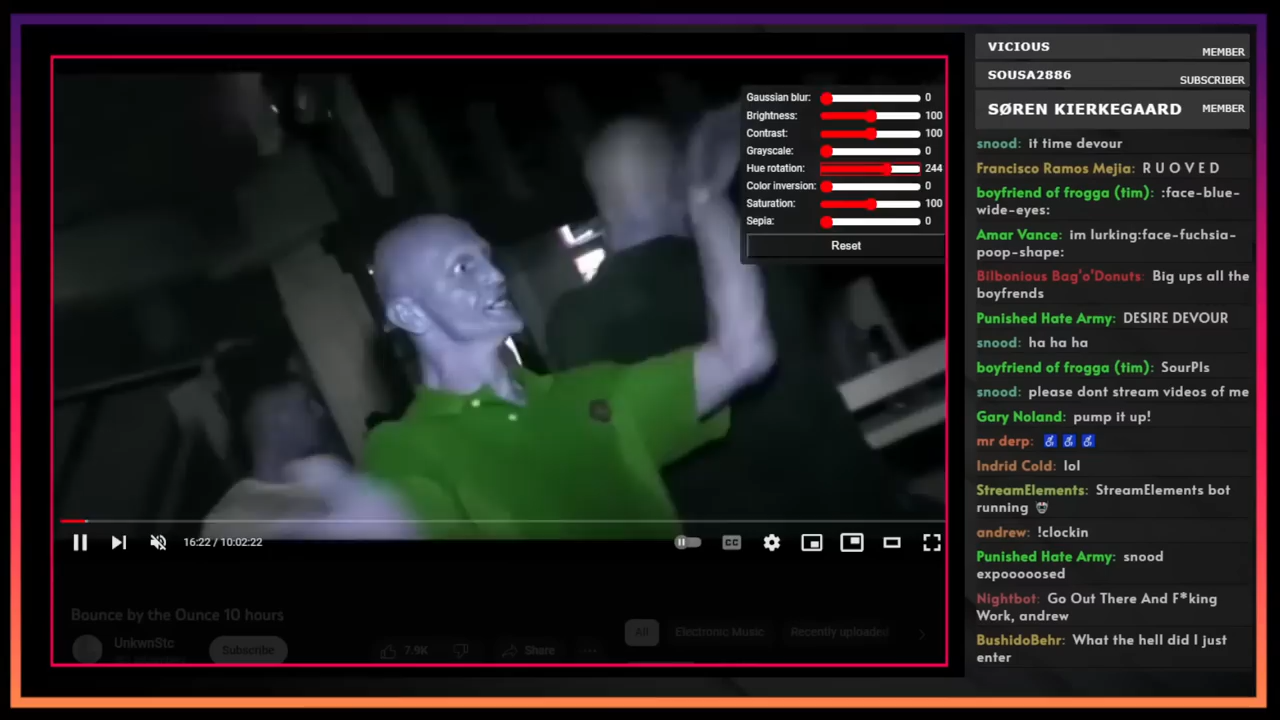 Gaussian blur: 0
Brightness: 100
Contrast: 100
Grayscale: 0
Hue rotation: 244
Color inversion: 0
Saturation: 100
Sepia: 0
Reset
16:22 / 10:02:22
CC
Bounce by the Ounce 10 hours
UnkwnStc
Subscribe
7.9K
Share
All
Electronic Music
Recently uploaded
VICIOUS MEMBER
SOUSA2886 SUBSCRIBER
SØREN KIERKEGAARD MEMBER
snood: it time devour
Francisco Ramos Mejia: R U O V E D
boyfriend of frogga (tim): :face-blue-
wide-eyes:
Amar Vance: im lurking:face-fuchsia-
poop-shape:
Bilbonious Bag'o'Donuts: Big ups all the
boyfrends
Punished Hate Army: DESIRE DEVOUR
snood: ha ha ha
boyfriend of frogga (tim): SourPls
snood: please dont stream videos of me
Gary Noland: pump it up!
mr derp:
Indrid Cold: lol
StreamElements: StreamElements bot
running
andrew: !clockin
Punished Hate Army: snood
expooooosed
Nightbot: Go Out There And F*king
Work, andrew
BushidoBehr: What the hell did I just
enter